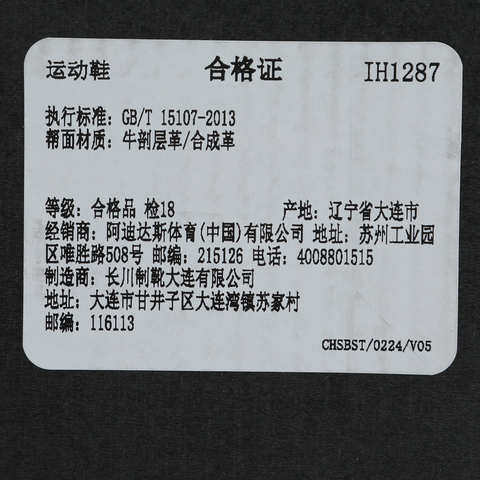 运动鞋 合格证 IH1287
执行标准: GB/T 15107-2013
帮面材质: 牛剖层革/合成革
等级: 合格品 检18 产地: 辽宁省大连市
经销商: 阿迪达斯体育(中国)有限公司 地址: 苏州工业园
区唯胜路508号 邮编: 215126 电话: 4008801515
制造商: 长川制靴大连有限公司
地址: 大连市甘井子区大连湾镇苏家村
邮编: 116113
CHSBST/0224/V05